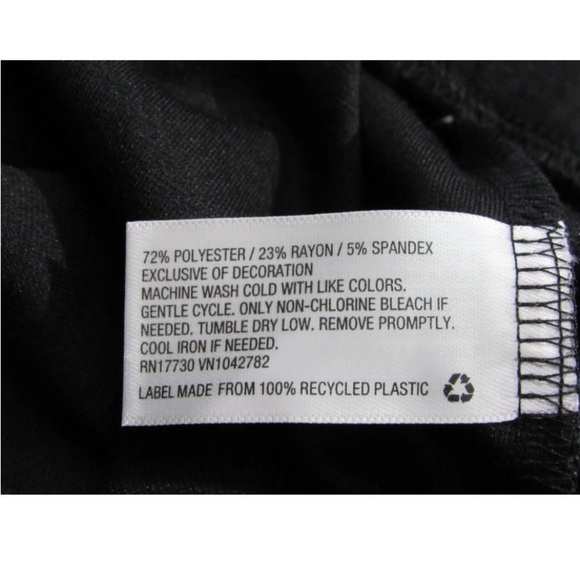 72% POLYESTER / 23% RAYON / 5% SPANDEX
EXCLUSIVE OF DECORATION
MACHINE WASH COLD WITH LIKE COLORS.
GENTLE CYCLE. ONLY NON-CHLORINE BLEACH IF
NEEDED. TUMBLE DRY LOW. REMOVE PROMPTLY.
COOL IRON IF NEEDED.
RN17730 VN1042782
LABEL MADE FROM 100% RECYCLED PLASTIC